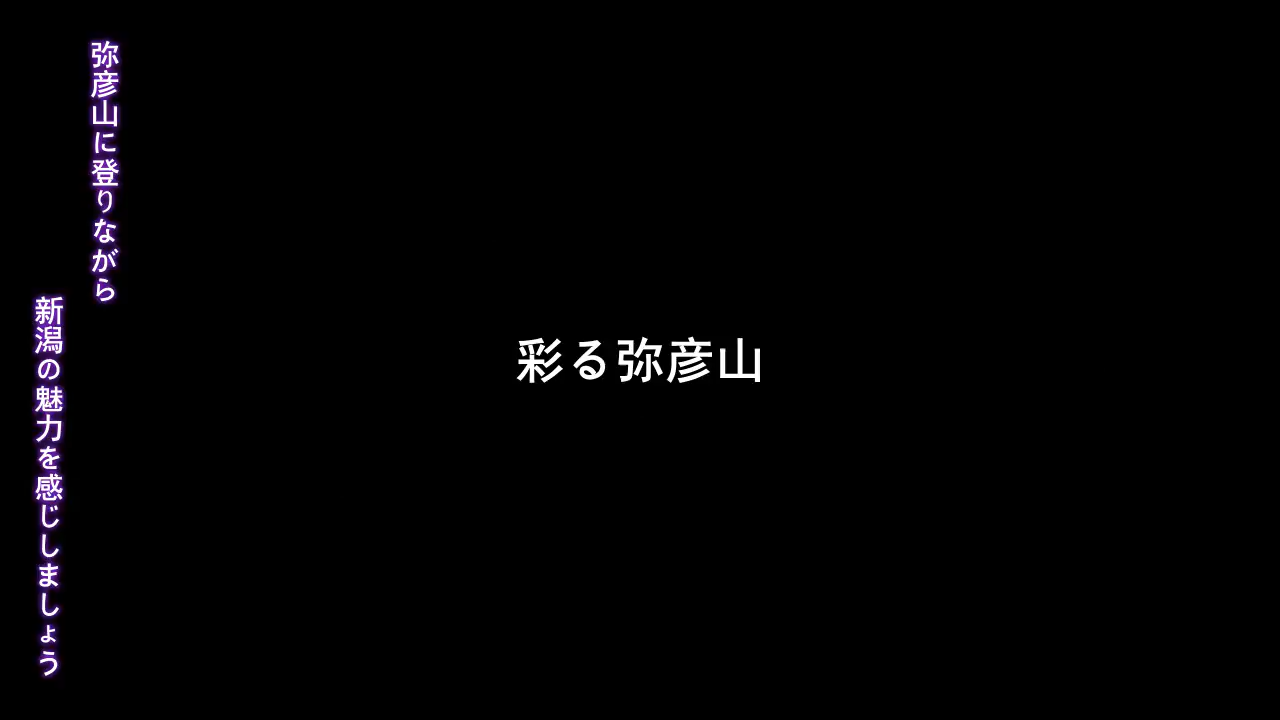 弥彦山に登りながら
新潟の魅力を感じしましょう
彩る弥彦山